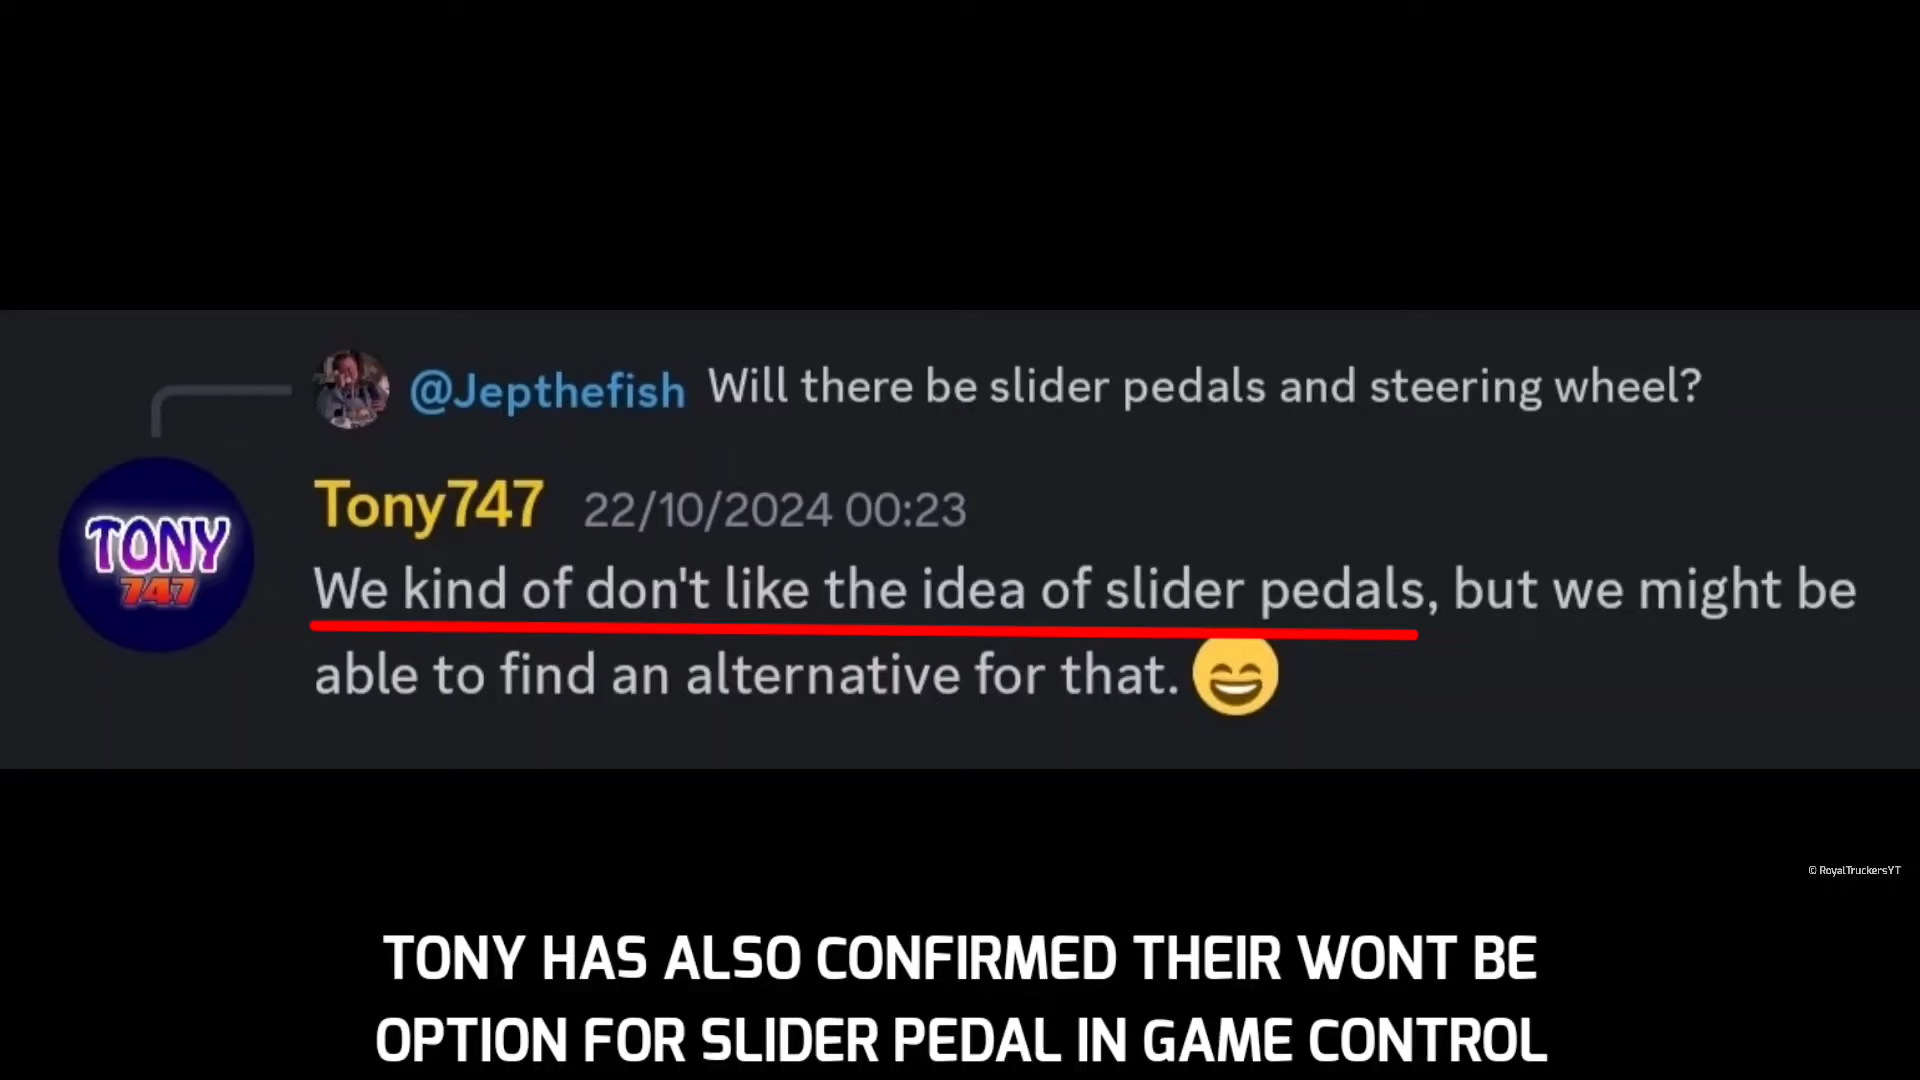 @Jepthefish Will there be slider pedals and steering wheel?
Tony747 22/10/2024 00:23
TONY
747
We kind of don't like the idea of slider pedals, but we might be
able to find an alternative for that. 😄
© RoyalTruckersYT
TONY HAS ALSO CONFIRMED THEIR WONT BE
OPTION FOR SLIDER PEDAL IN GAME CONTROL